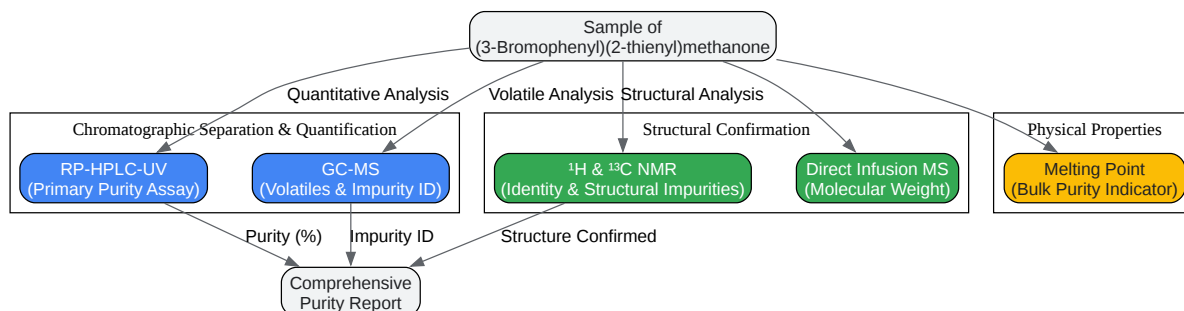 Sample of
(3-Bromophenyl)(2-thienyl)methanone
Quantitative Analysis
Volatile Analysis
Structural Analysis
Chromatographic Separation & Quantification
Structural Confirmation
Physical Properties
RP-HPLC-UV
(Primary Purity Assay)
GC-MS
(Volatiles & Impurity ID)
¹H & ¹³C NMR
(Identity & Structural Impurities)
Direct Infusion MS
(Molecular Weight)
Melting Point
(Bulk Purity Indicator)
Purity (%)
Impurity ID
Structure Confirmed
Comprehensive
Purity Report